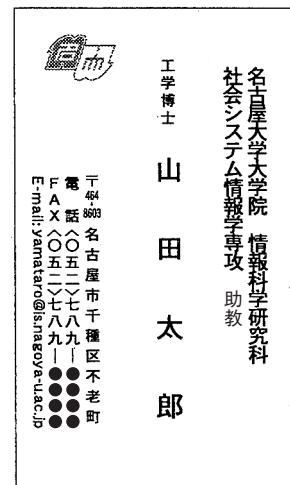 名古屋大学大学院 情報科学研究科
社会システム情報学専攻 助教
工学博士 山田太郎
〒464-8603 名古屋市千種区不老町
電話〈〇五二〉七八九―●●●●
FAX〈〇五二〉七八九―●●●●
E-mail:yamataro@is.nagoya-u.ac.jp